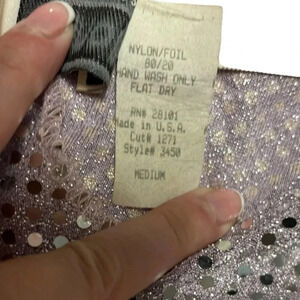 NYLON/FOIL
80/20
HAND WASH ONLY
FLAT DRY
RN# 28101
Made in U.S.A.
Cut# 1271
Style# 3450
MEDIUM